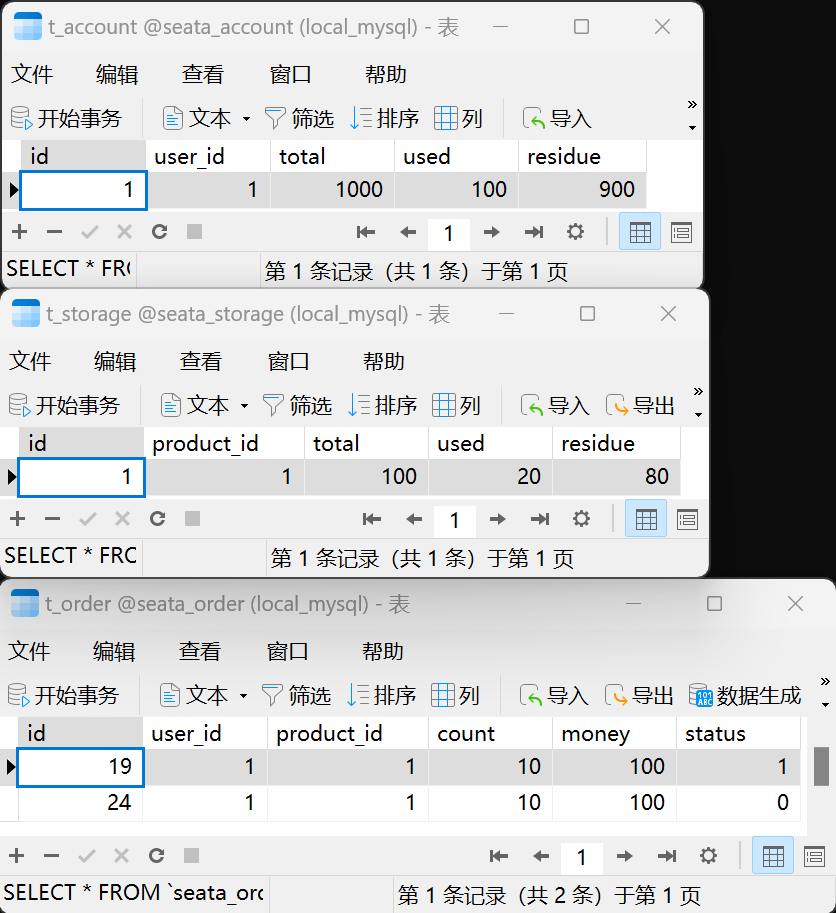 t_account @seata_account (local_mysql) - 表
文件 编辑 查看 窗口 帮助
开始事务 文本 筛选 排序 列 导入 »
id user_id total used residue
1 1 1000 100 900
1
SELECT * FRO 第 1 条记录（共 1 条）于第 1 页
t_storage @seata_storage (local_mysql) - 表
文件 编辑 查看 窗口 帮助
开始事务 文本 筛选 排序 列 导入 导出 »
id product_id total used residue
1 1 100 20 80
1
SELECT * FRO 第 1 条记录（共 1 条）于第 1 页
t_order @seata_order (local_mysql) - 表
文件 编辑 查看 窗口 帮助
开始事务 文本 筛选 排序 列 导入 导出 数据生成 »
id user_id product_id count money status
19 1 1 10 100 1
24 1 1 10 100 0
1
SELECT * FROM `seata_ord 第 1 条记录（共 2 条）于第 1 页